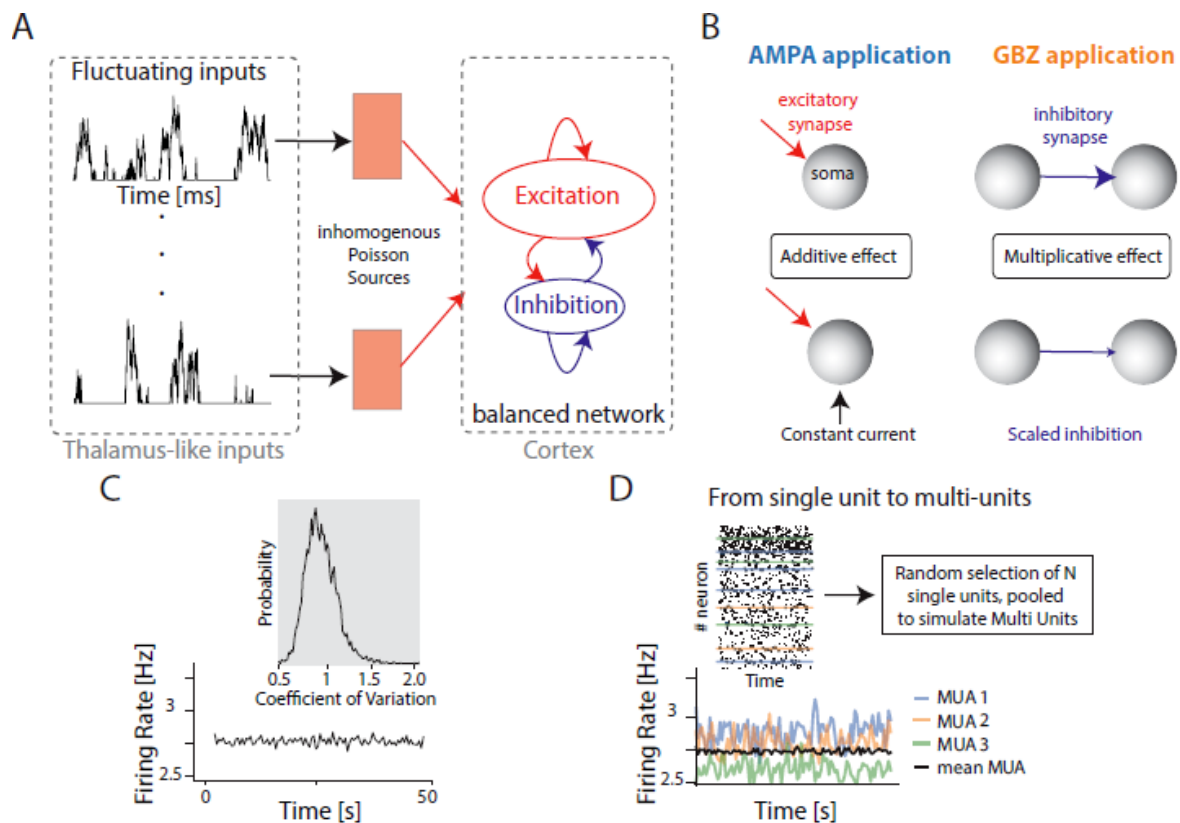 A
Fluctuating inputs
Time [ms]
Thalamus-like inputs
inhomogenous
Poisson
Sources
Excitation
Inhibition
balanced network
Cortex
B
AMPA application
GBZ application
excitatory
synapse
soma
inhibitory
synapse
Additive effect
Multiplicative effect
Constant current
Scaled inhibition
C
Probability
0.5 1 1.5 2.0
Coefficient of Variation
Firing Rate [Hz]
3
2.5
0 50
Time [s]
D
From single unit to multi-units
# neuron
Time
Random selection of N
single units, pooled
to simulate Multi Units
Firing Rate [Hz]
3
2.5
Time [s]
MUA 1
MUA 2
MUA 3
mean MUA